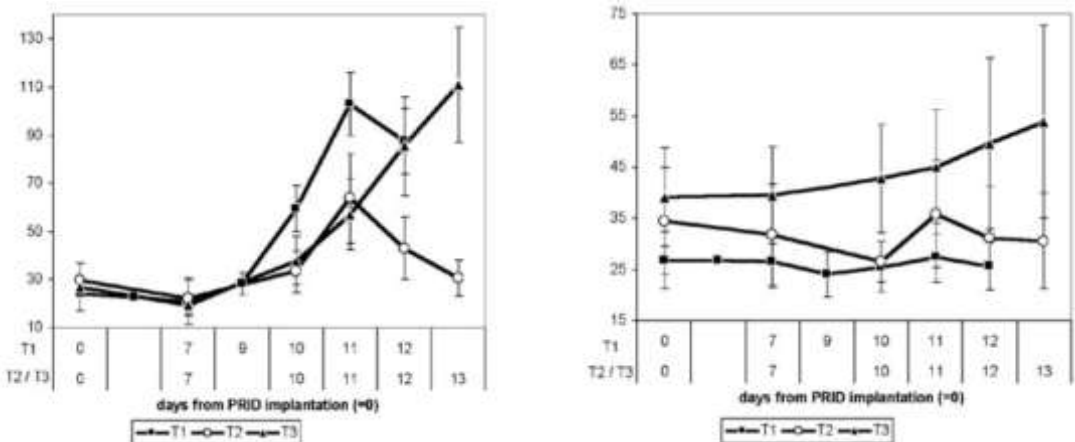 130
110
90
70
50
30
10
T1 0 7 9 10 11 12
T2 / T3 0 7 10 11 12 13
days from PRID implantation (=0)
T1 T2 T3
75
65
55
45
35
25
15
T1 0 7 9 10 11 12
T2 / T3 0 7 10 11 12 13
days from PRID implantation (=0)
T1 T2 T3